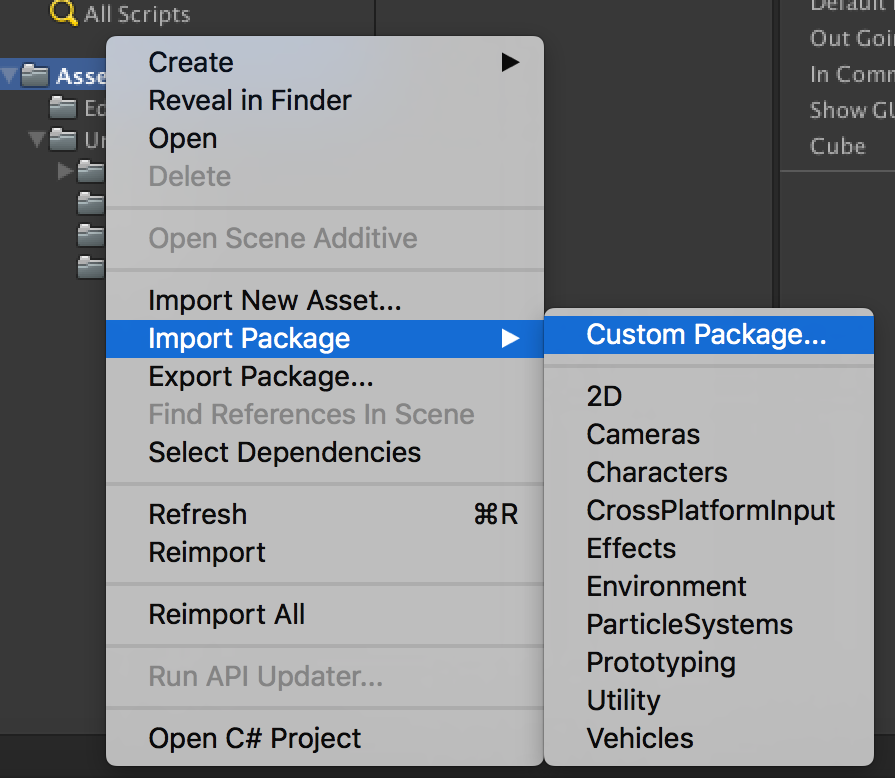 All Scripts
Asse
Ed
Create
Reveal in Finder
Open
Delete
Open Scene Additive
Import New Asset...
Import Package
Export Package...
Find References In Scene
Select Dependencies
Refresh ⌘R
Reimport
Reimport All
Run API Updater...
Open C# Project
Custom Package...
2D
Cameras
Characters
CrossPlatformInput
Effects
Environment
ParticleSystems
Prototyping
Utility
Vehicles
Default
Out Goi
In Comm
Show GU
Cube